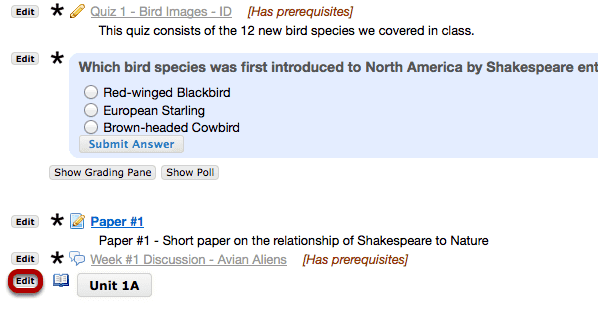 Edit * Quiz 1 - Bird Images - ID [Has prerequisites]
This quiz consists of the 12 new bird species we covered in class.
Edit * Which bird species was first introduced to North America by Shakespeare ent
Red-winged Blackbird
European Starling
Brown-headed Cowbird
Submit Answer
Show Grading Pane Show Poll
Edit * Paper #1
Paper #1 - Short paper on the relationship of Shakespeare to Nature
Edit * Week #1 Discussion - Avian Aliens [Has prerequisites]
Edit Unit 1A